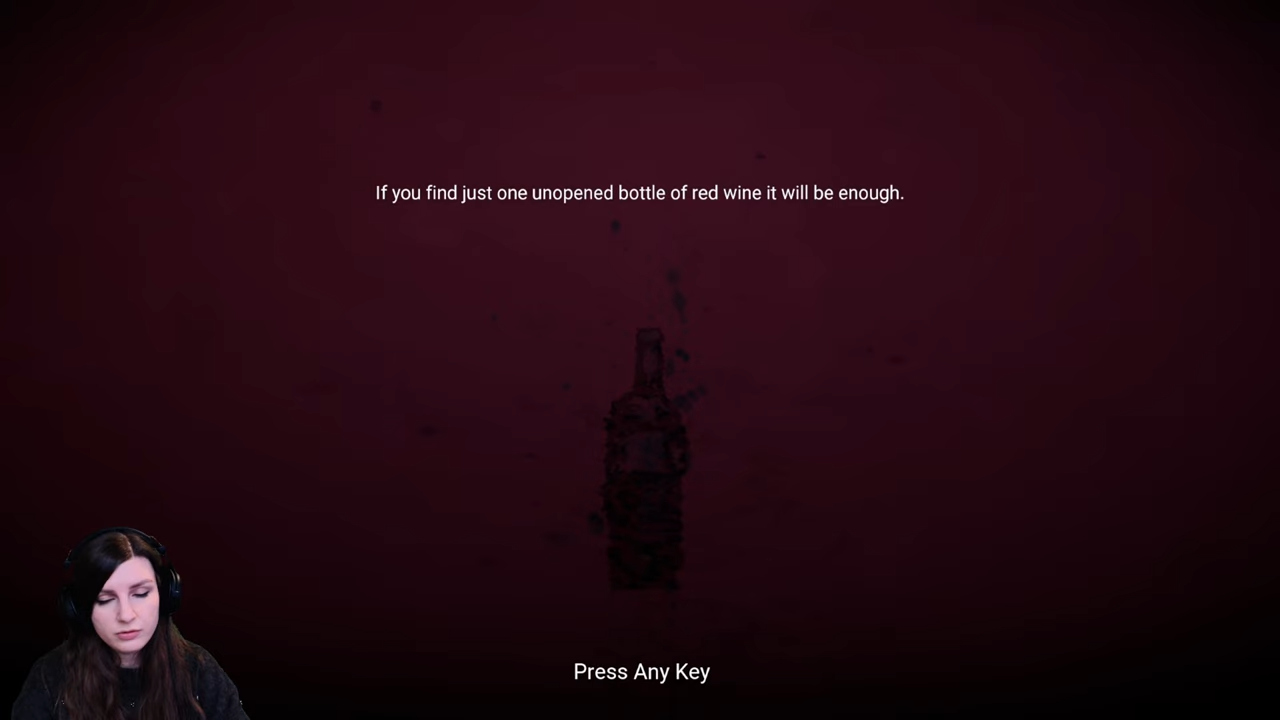 If you find just one unopened bottle of red wine it will be enough.
Press Any Key